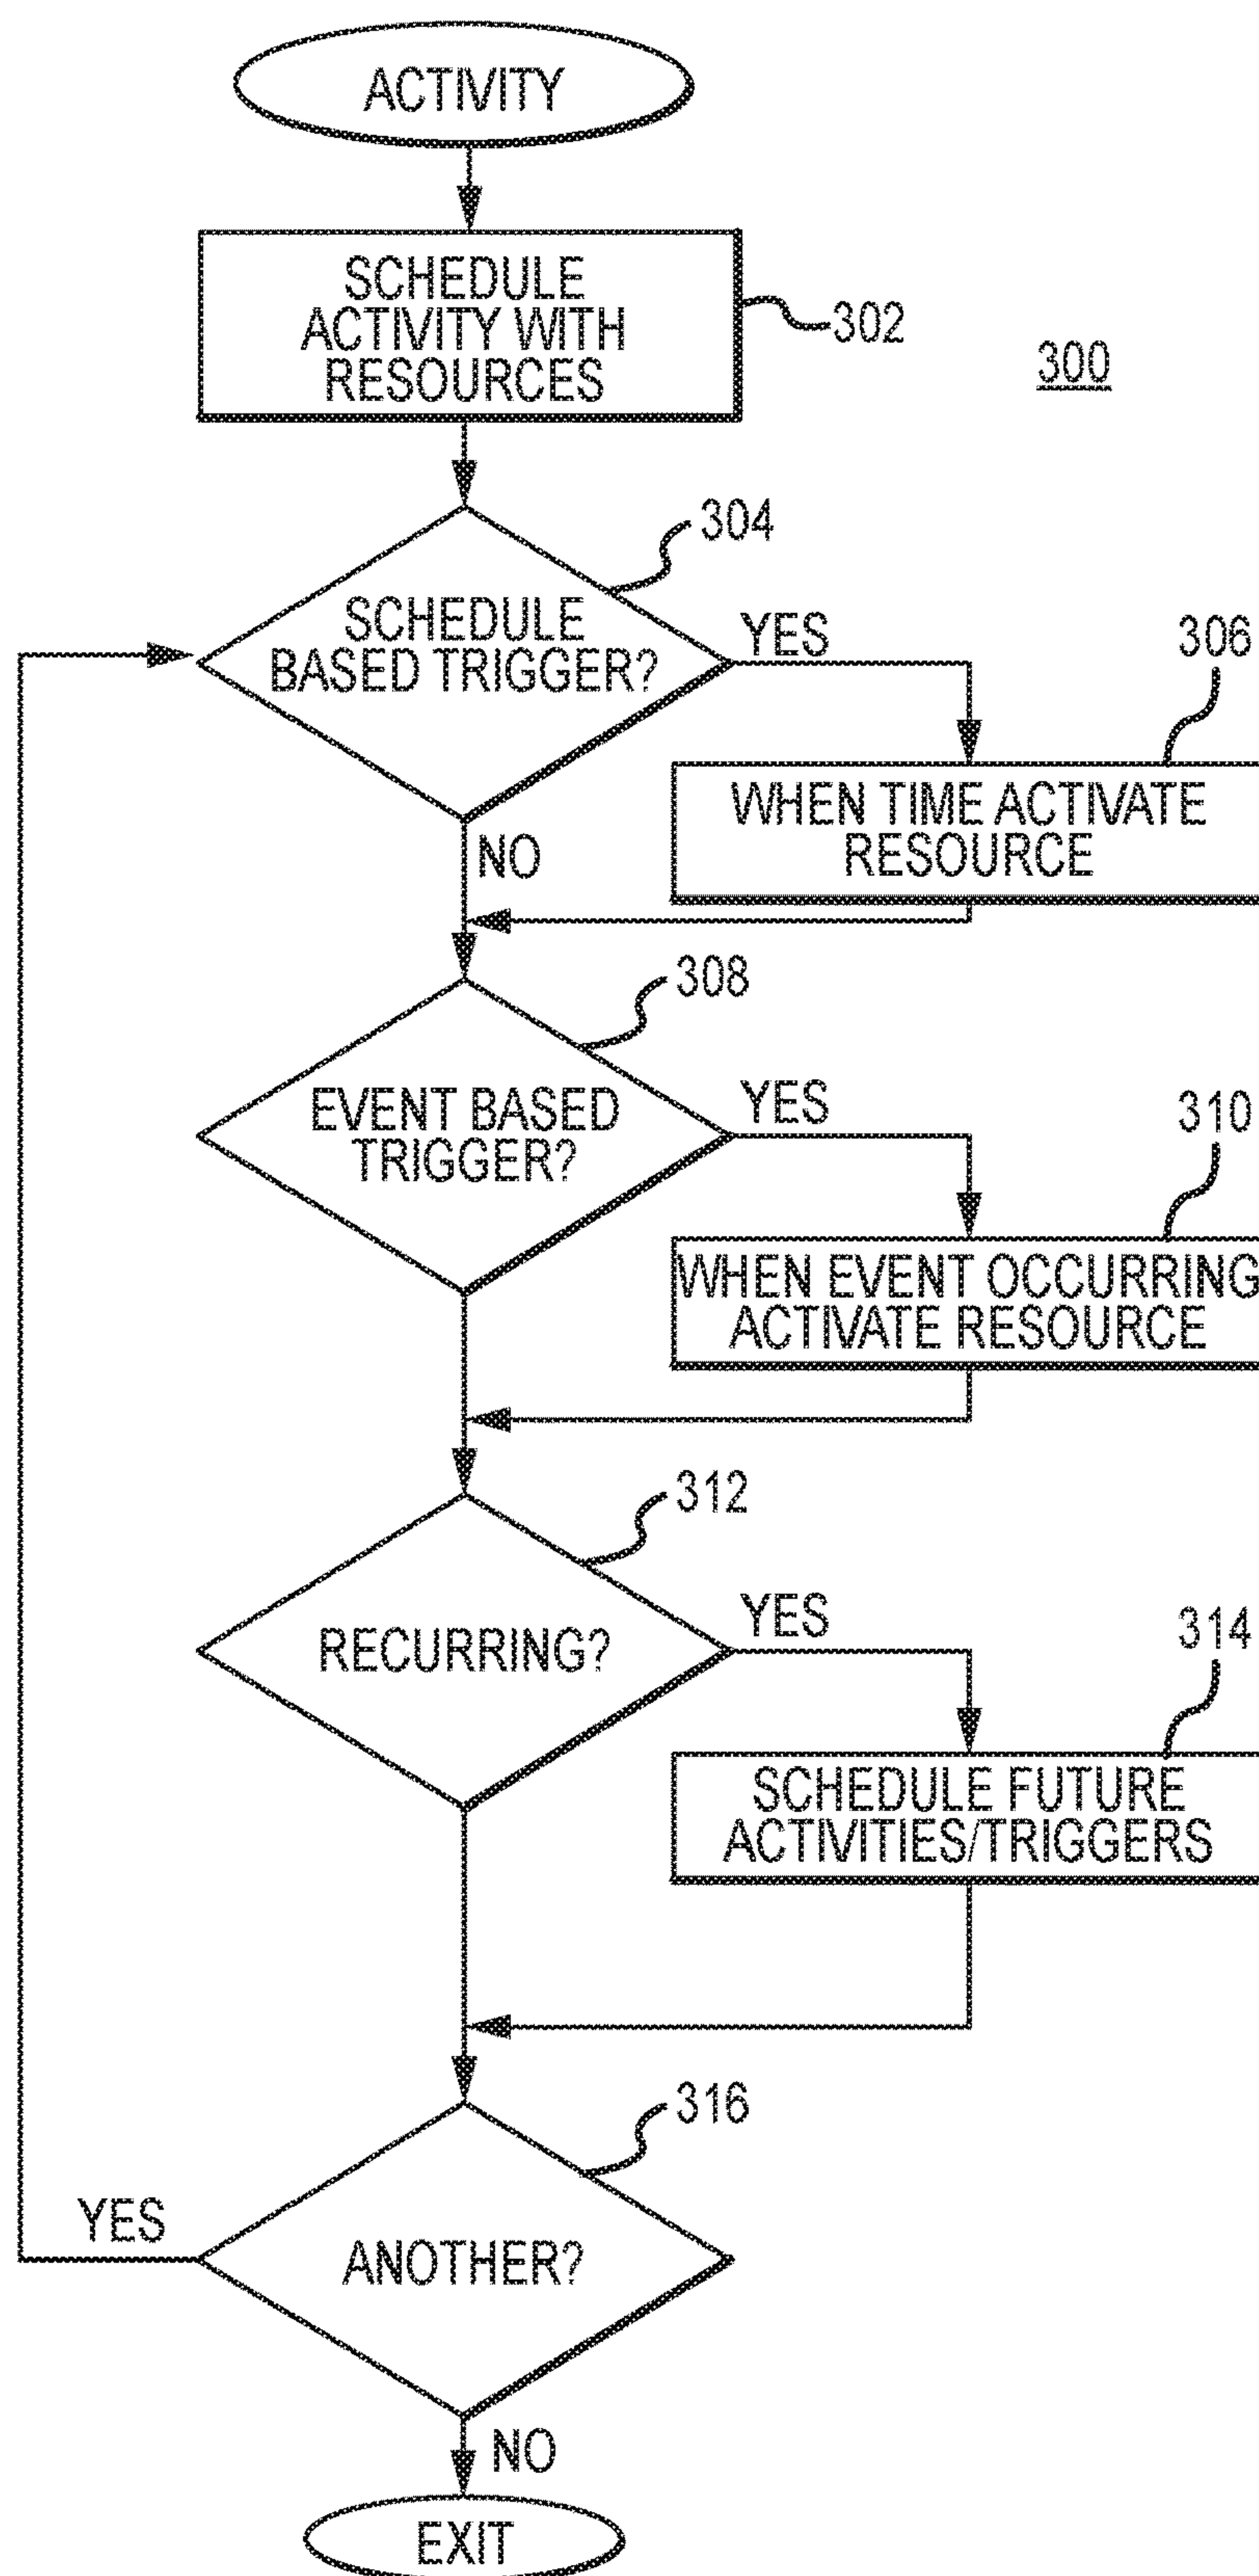 ACTIVITY
SCHEDULE
ACTIVITY WITH
RESOURCES
302
300
304
SCHEDULE
BASED TRIGGER?
YES
306
WHEN TIME ACTIVATE
RESOURCE
NO
308
EVENT BASED
TRIGGER?
YES
310
WHEN EVENT OCCURRING
ACTIVATE RESOURCE
312
RECURRING?
YES
314
SCHEDULE FUTURE
ACTIVITIES/TRIGGERS
316
YES
ANOTHER?
NO
EXIT